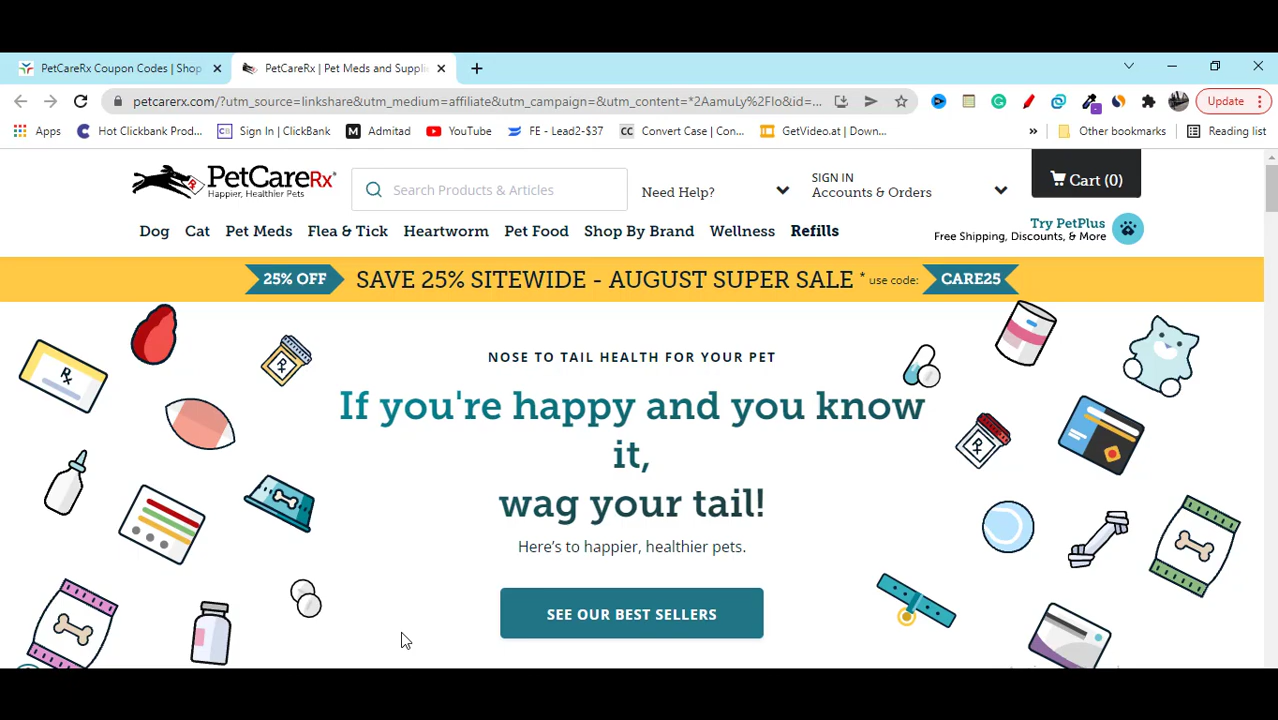 PetCareRx Coupon Codes | Shop
PetCareRx | Pet Meds and Suppli
petcarerx.com/?utm_source=linkshare&utm_medium=affiliate&utm_campaign=&utm_content=*2AamuLy%2Flo&id=...
Update
Apps
Hot Clickbank Prod...
Sign In | ClickBank
Admitad
YouTube
FE - Lead2-$37
CC Convert Case | Con...
GetVideo.at | Down...
»
Other bookmarks
Reading list
PetCareRx
Happier, Healthier Pets
Search Products & Articles
Need Help?
SIGN IN
Accounts & Orders
Cart (0)
Try PetPlus
Free Shipping, Discounts, & More
Dog Cat Pet Meds Flea & Tick Heartworm Pet Food Shop By Brand Wellness Refills
25% OFF SAVE 25% SITEWIDE - AUGUST SUPER SALE * use code: CARE25
NOSE TO TAIL HEALTH FOR YOUR PET
If you're happy and you know
it,
wag your tail!
Here's to happier, healthier pets.
SEE OUR BEST SELLERS